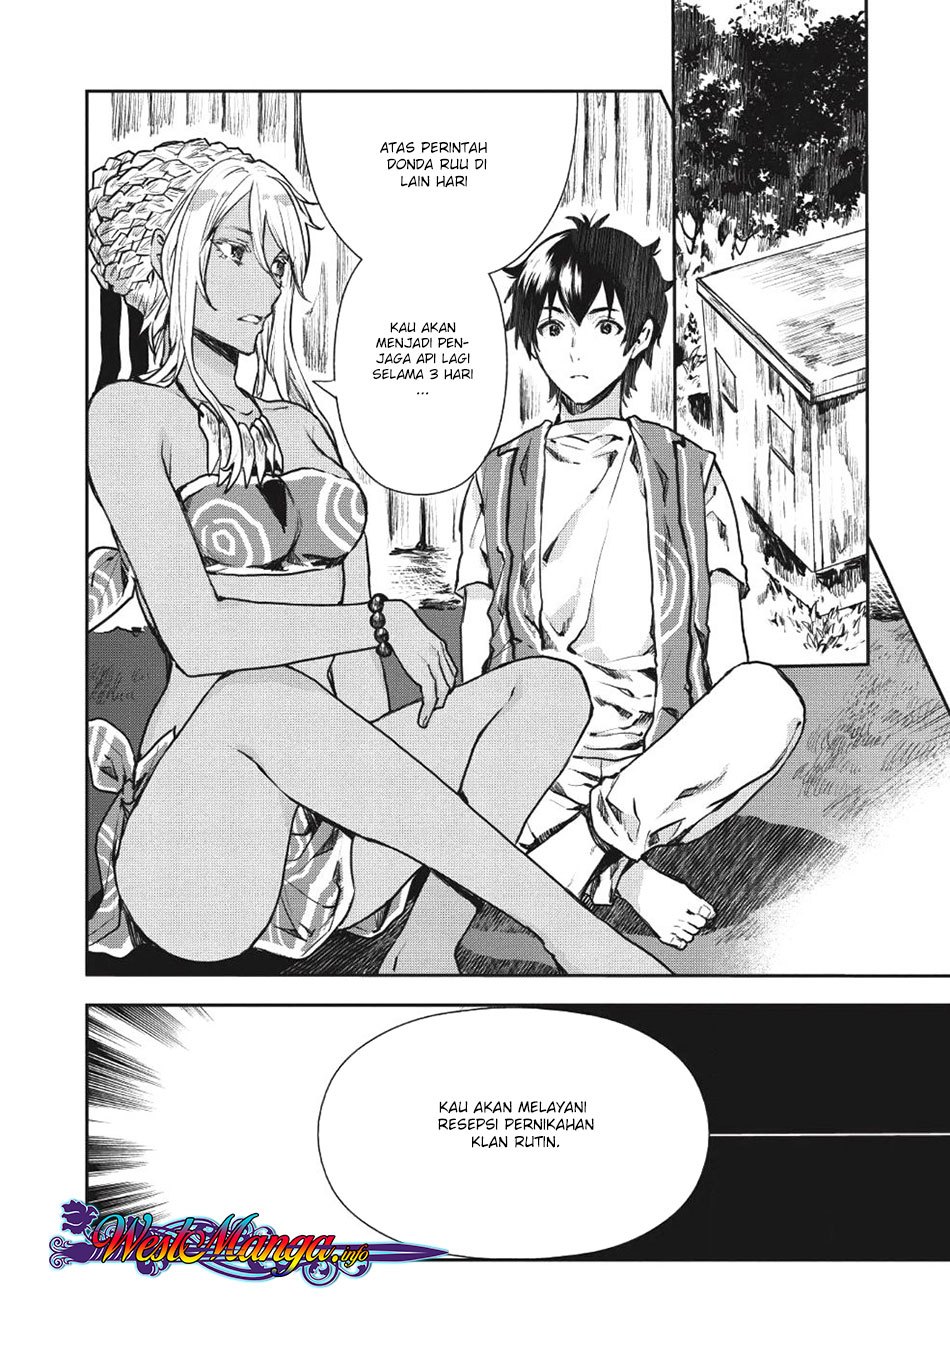 ATAS PERINTAH
DONDA RUU DI
LAIN HARI
KAU AKAN
MENJADI PEN-
JAGA API LAGI
SELAMA 3 HARI
...
KAU AKAN MELAYANI
RESEPSI PERNIKAHAN
KLAN RUTIN.
WestManga.info